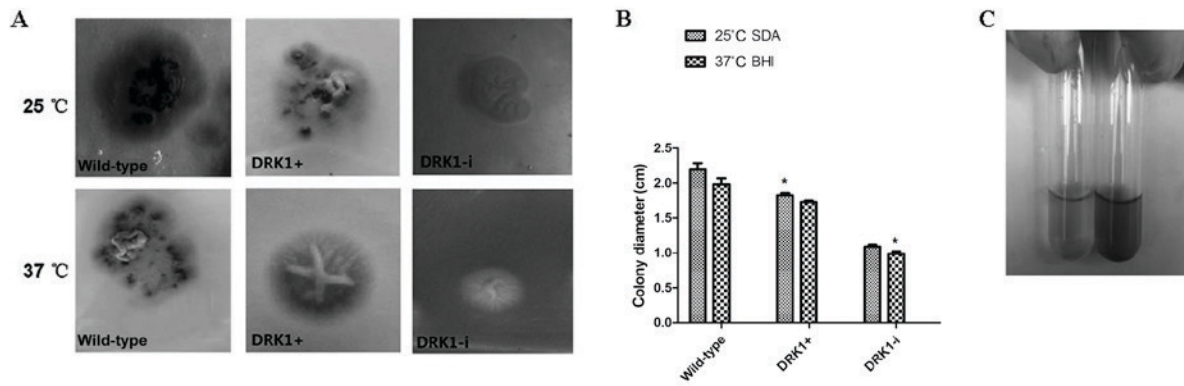 A
25 ℃
Wild-type
DRK1+
DRK1-i
37 ℃
Wild-type
DRK1+
DRK1-i
B
25°C SDA
37°C BHI
Colony diameter (cm)
2.5
2.0
1.5
1.0
0.5
0.0
*
*
Wild-type
DRK1+
DRK1-i
C